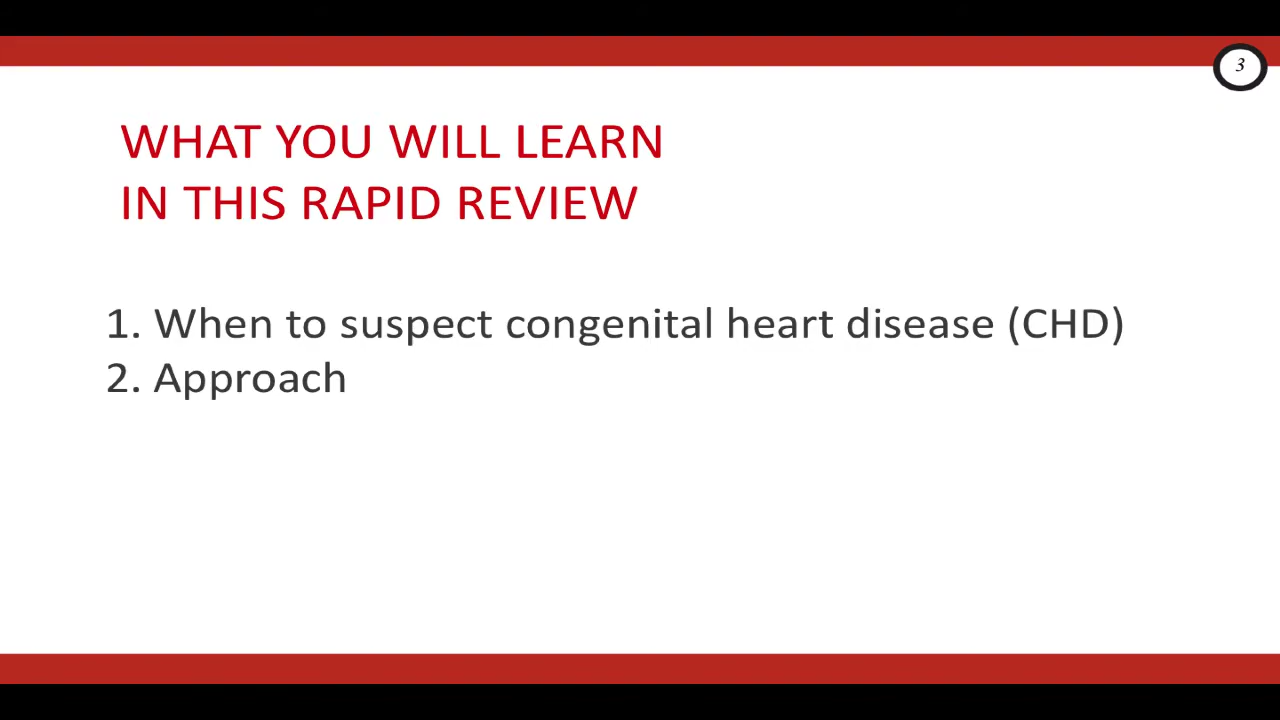 3
WHAT YOU WILL LEARN
IN THIS RAPID REVIEW
1. When to suspect congenital heart disease (CHD)
2. Approach